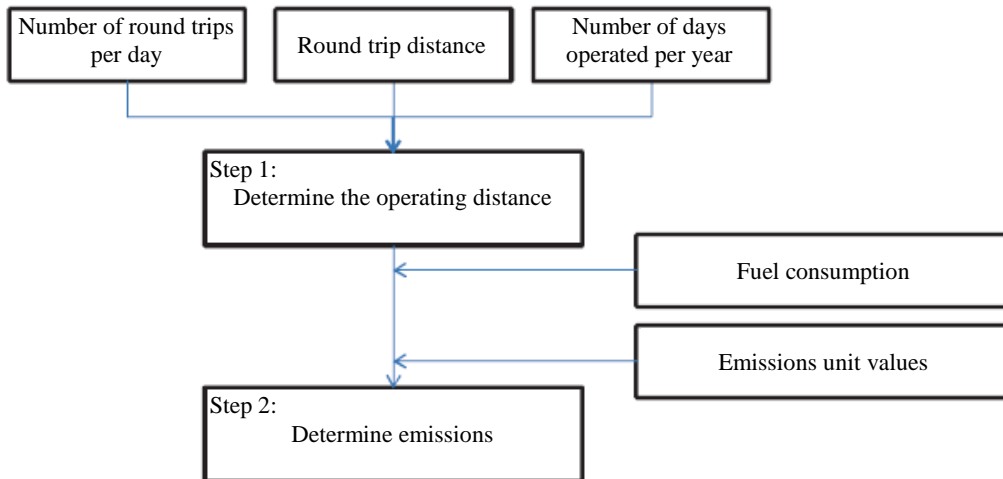 Number of round trips
per day
Round trip distance
Number of days
operated per year
Step 1:
Determine the operating distance
Fuel consumption
Emissions unit values
Step 2:
Determine emissions